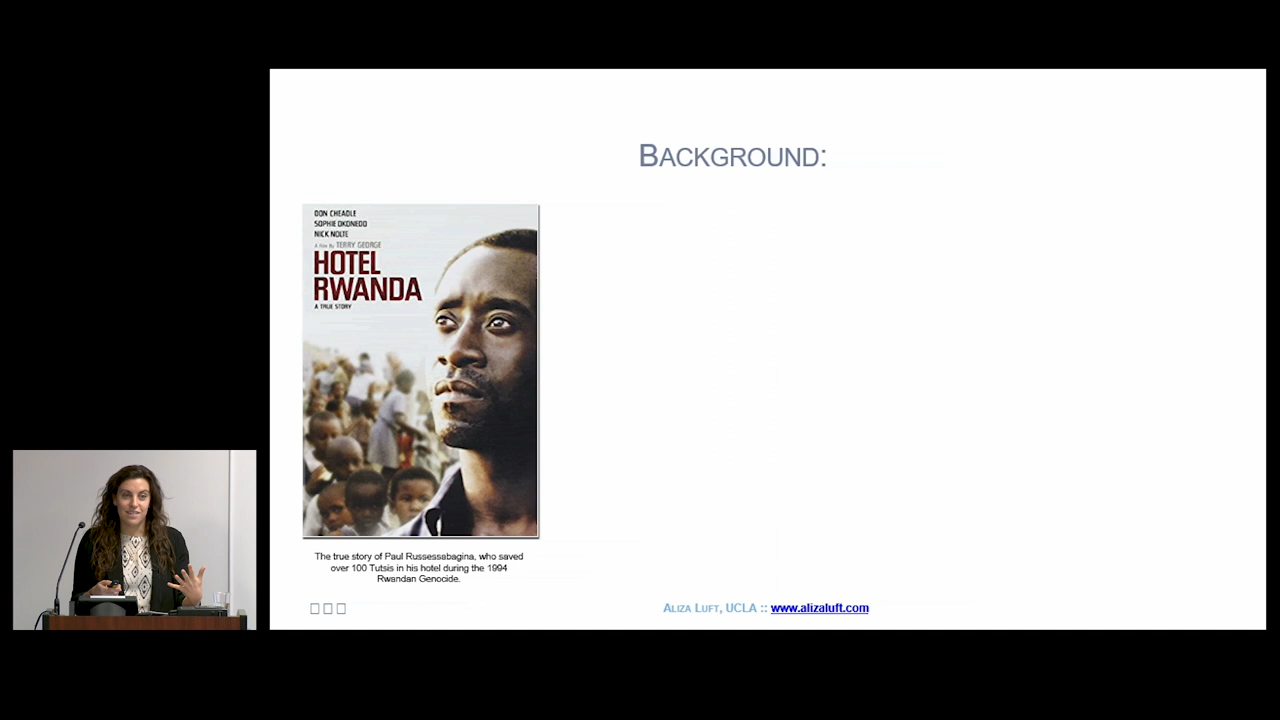 BACKGROUND:
DON CHEADLE
SOPHIE OKONEDO
NICK NOLTE
A Film By TERRY GEORGE
HOTEL
RWANDA
A TRUE STORY
The true story of Paul Russessabagina, who saved
over 100 Tutsis in his hotel during the 1994
Rwandan Genocide.
ALIZA LUFT, UCLA :: www.alizaluft.com